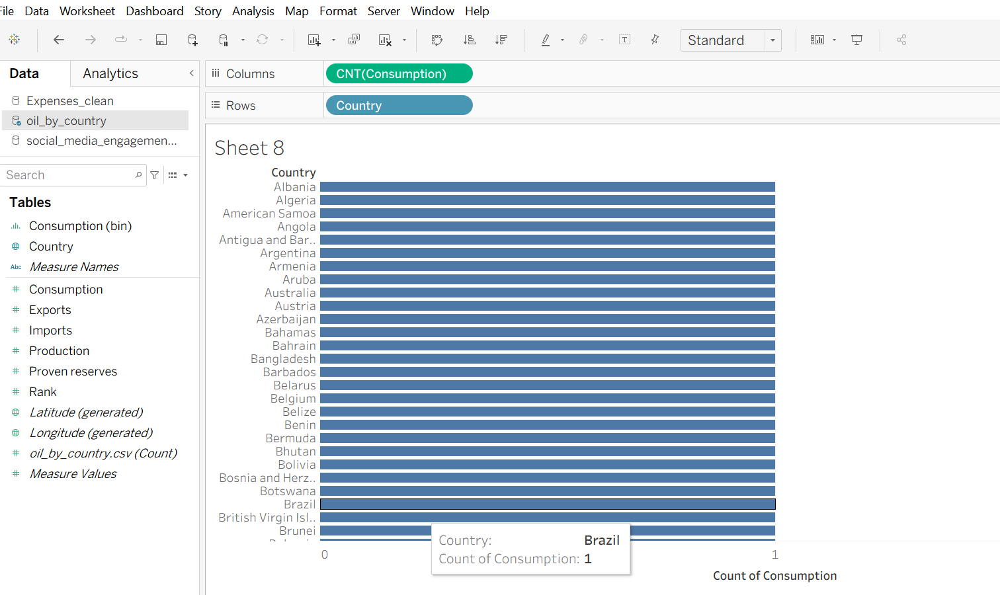 File Data Worksheet Dashboard Story Analysis Map Format Server Window Help
Standard
Data Analytics
Columns CNT(Consumption)
Rows Country
Expenses_clean
oil_by_country
social_media_engagemen...
Search
Tables
Consumption (bin)
Country
Abc Measure Names
Consumption
Exports
Imports
Production
Proven reserves
Rank
Latitude (generated)
Longitude (generated)
oil_by_country.csv (Count)
Measure Values
Sheet 8
Country
Albania
Algeria
American Samoa
Angola
Antigua and Bar..
Argentina
Armenia
Aruba
Australia
Austria
Azerbaijan
Bahamas
Bahrain
Bangladesh
Barbados
Belarus
Belgium
Belize
Benin
Bermuda
Bhutan
Bolivia
Bosnia and Herz..
Botswana
Brazil
British Virgin Isl..
Brunei
Country: Brazil
Count of Consumption: 1
0 1
Count of Consumption